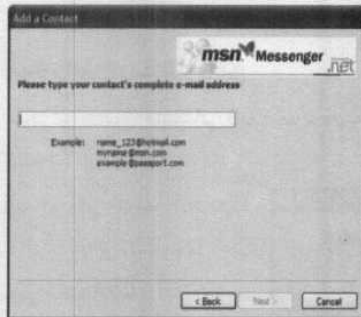 Add a Contact
msn Messenger
.net
Please type your contact's complete e-mail address
Example: name_123@hotmail.com
myname@msn.com
example@passport.com
< Back Next > Cancel